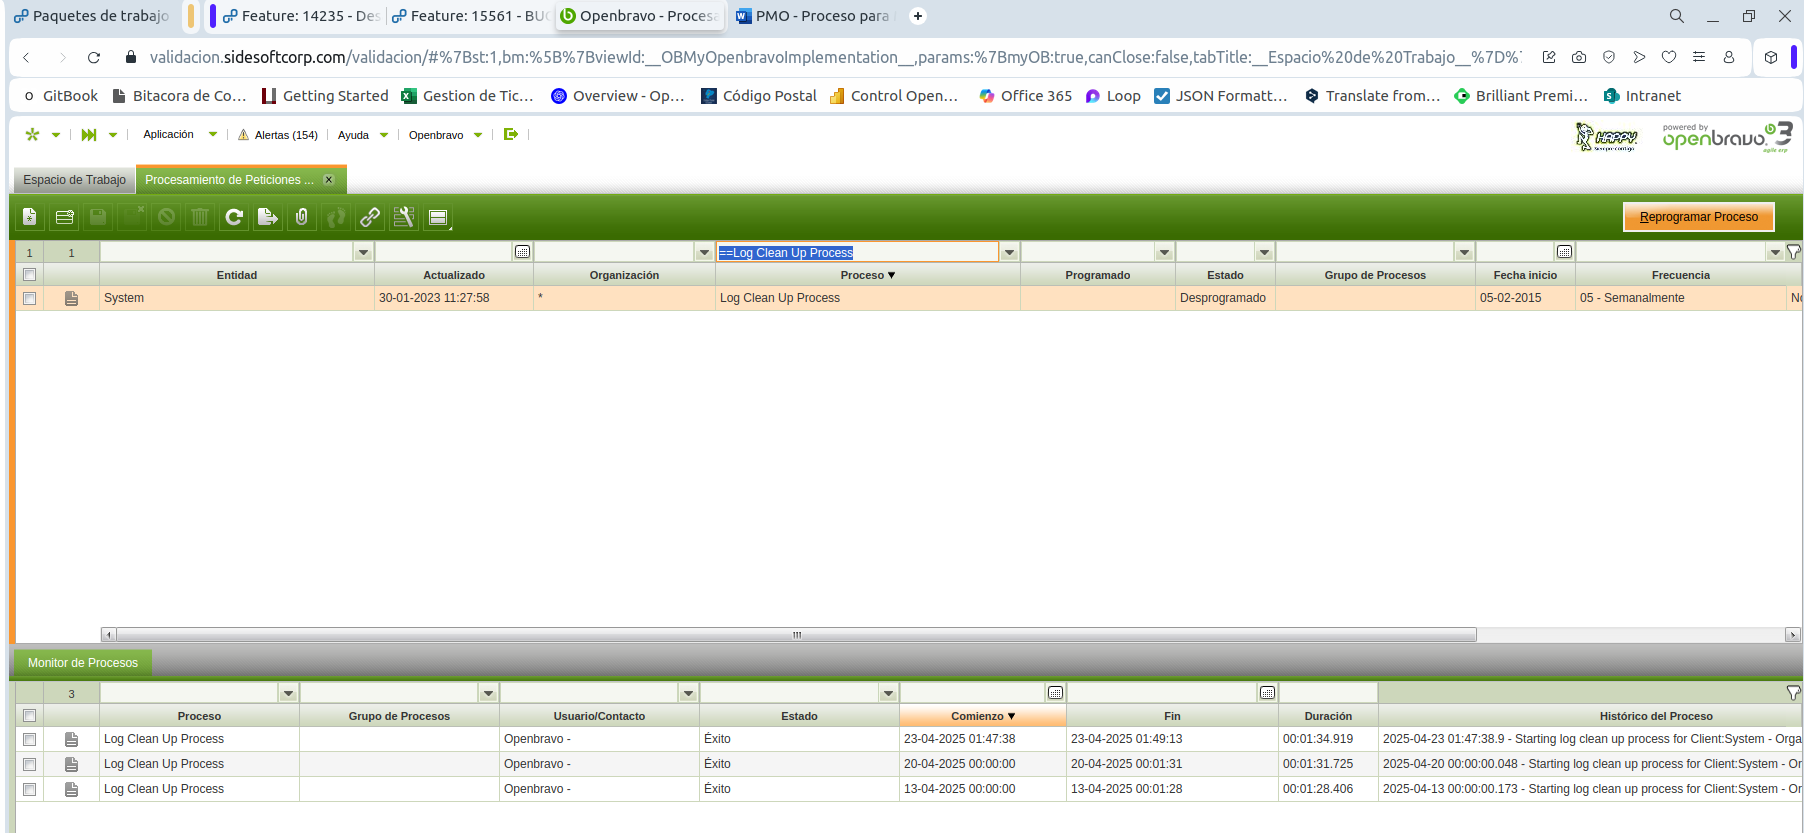 Paquetes de trabajo
Feature: 14235 - Des
Feature: 15561 - BUG
Openbravo - Procesa
PMO - Proceso para
validacion.sidesoftcorp.com/validacion/#%7Bst:1,bm:%5B%7BviewId:__OBMyOpenbravoImplementation__,params:%7BmyOB:true,canClose:false,tabTitle:__Espacio%20de%20Trabajo__%7D%
GitBook Bitacora de Co... Getting Started Gestion de Tic... Overview - Op... Código Postal Control Open... Office 365 Loop JSON Formatt... Translate from... Brilliant Premi... Intranet
Aplicación Alertas (154) Ayuda Openbravo
HAPPY
Siempre contigo
powered by
openbravo 3
agile erp
Espacio de Trabajo Procesamiento de Peticiones ... x
Reprogramar Proceso
1 1 ==Log Clean Up Process
Entidad Actualizado Organización Proceso Programado Estado Grupo de Procesos Fecha inicio Frecuencia
System 30-01-2023 11:27:58 * Log Clean Up Process Desprogramado 05-02-2015 05 - Semanalmente No
Monitor de Procesos
3
Proceso Grupo de Procesos Usuario/Contacto Estado Comienzo Fin Duración Histórico del Proceso
Log Clean Up Process Openbravo - Éxito 23-04-2025 01:47:38 23-04-2025 01:49:13 00:01:34.919 2025-04-23 01:47:38.9 - Starting log clean up process for Client:System - Orga
Log Clean Up Process Openbravo - Éxito 20-04-2025 00:00:00 20-04-2025 00:01:31 00:01:31.725 2025-04-20 00:00:00.048 - Starting log clean up process for Client:System - Or
Log Clean Up Process Openbravo - Éxito 13-04-2025 00:00:00 13-04-2025 00:01:28 00:01:28.406 2025-04-13 00:00:00.173 - Starting log clean up process for Client:System - Or